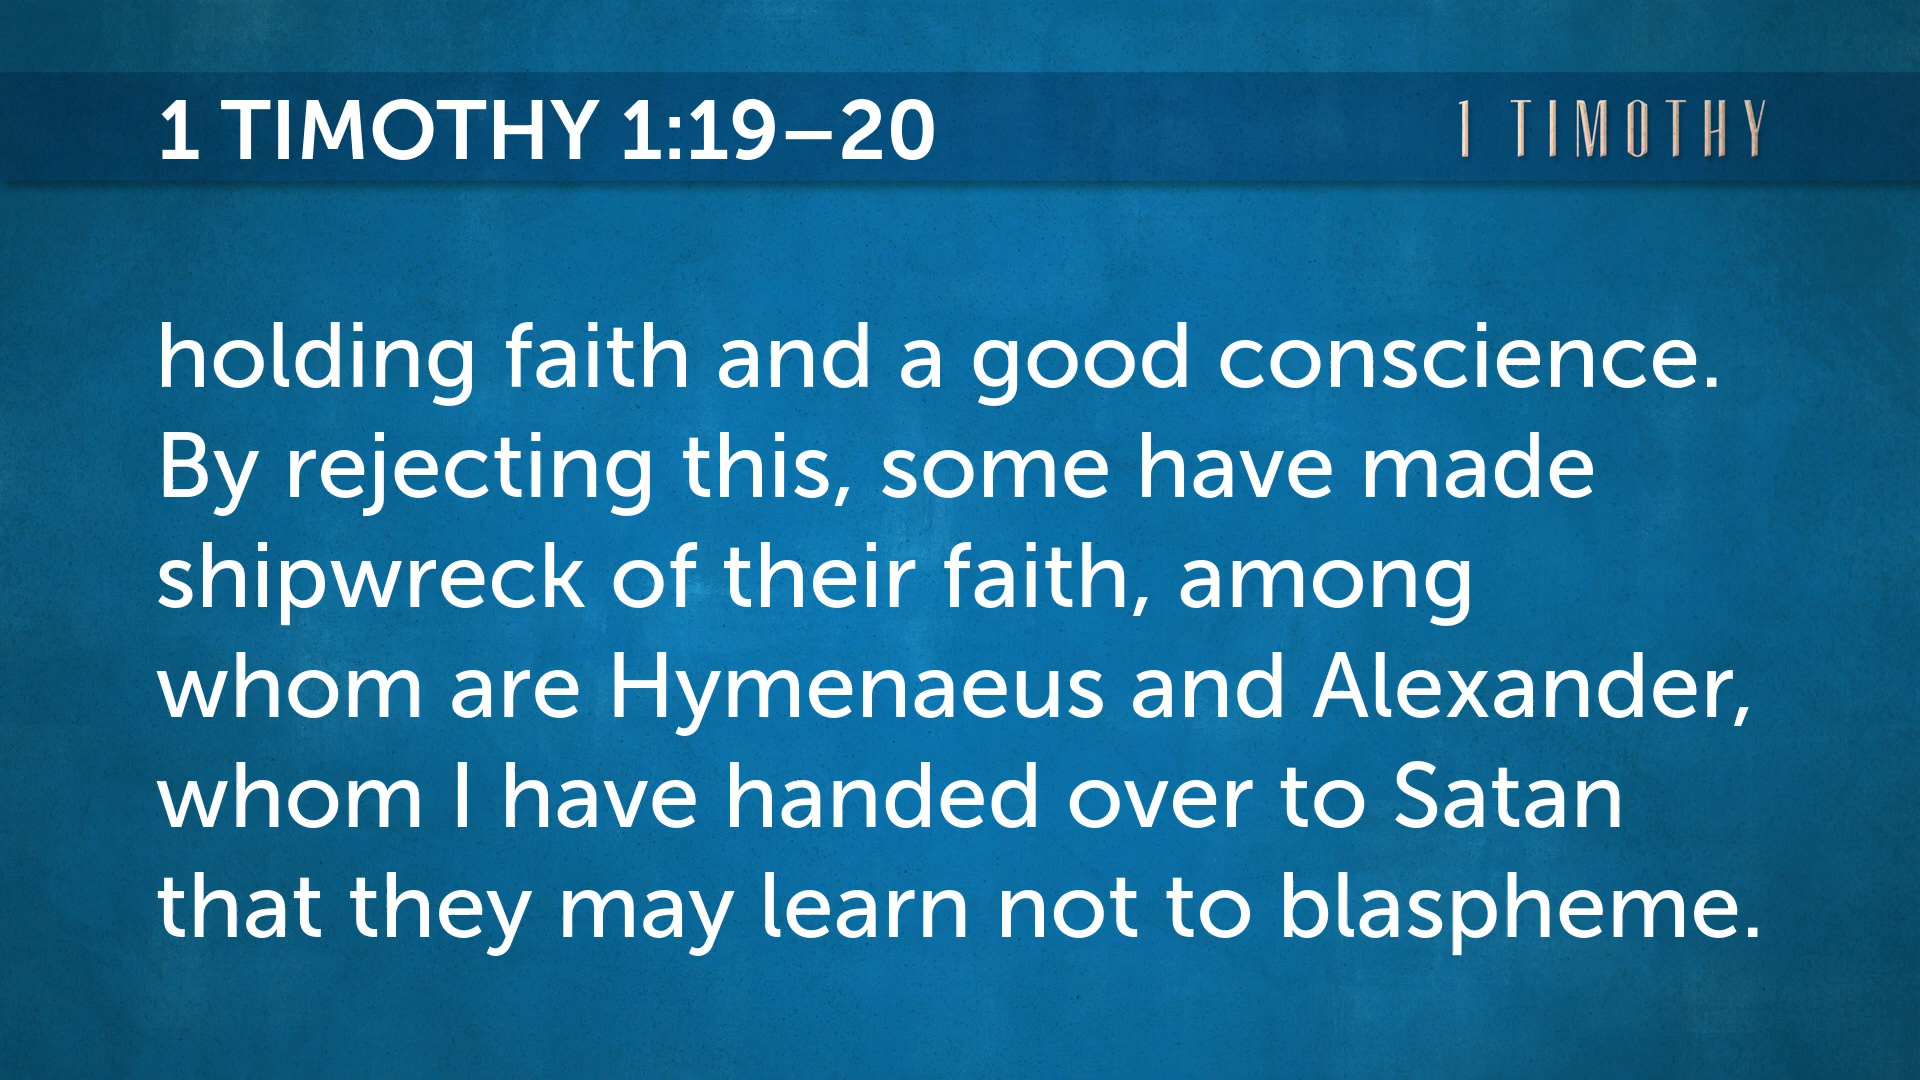 1 TIMOTHY 1:19–20
1 TIMOTHY
holding faith and a good conscience.
By rejecting this, some have made
shipwreck of their faith, among
whom are Hymenaeus and Alexander,
whom I have handed over to Satan
that they may learn not to blaspheme.